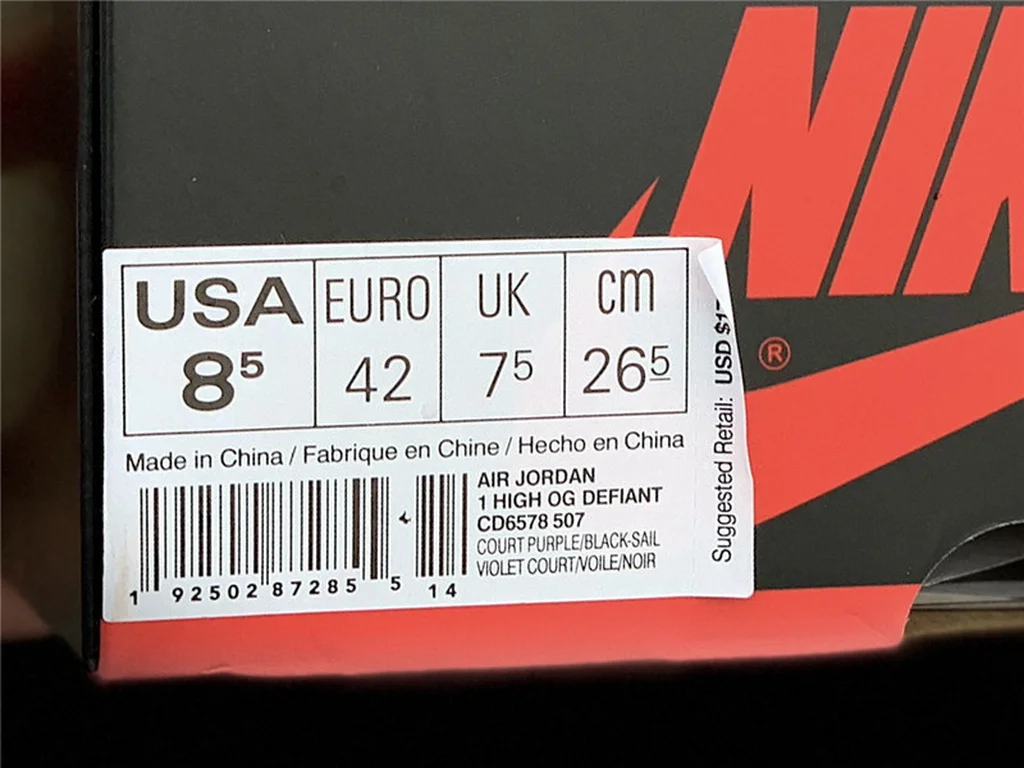 NIK
USA EURO UK cm
8⁵ 42 7⁵ 26⁵
Made in China / Fabrique en Chine / Hecho en China
AIR JORDAN
1 HIGH OG DEFIANT
CD6578 507
COURT PURPLE/BLACK-SAIL
VIOLET COURT/VOILE/NOIR
1 92502 87285 5 14
Suggested Retail: USD
®